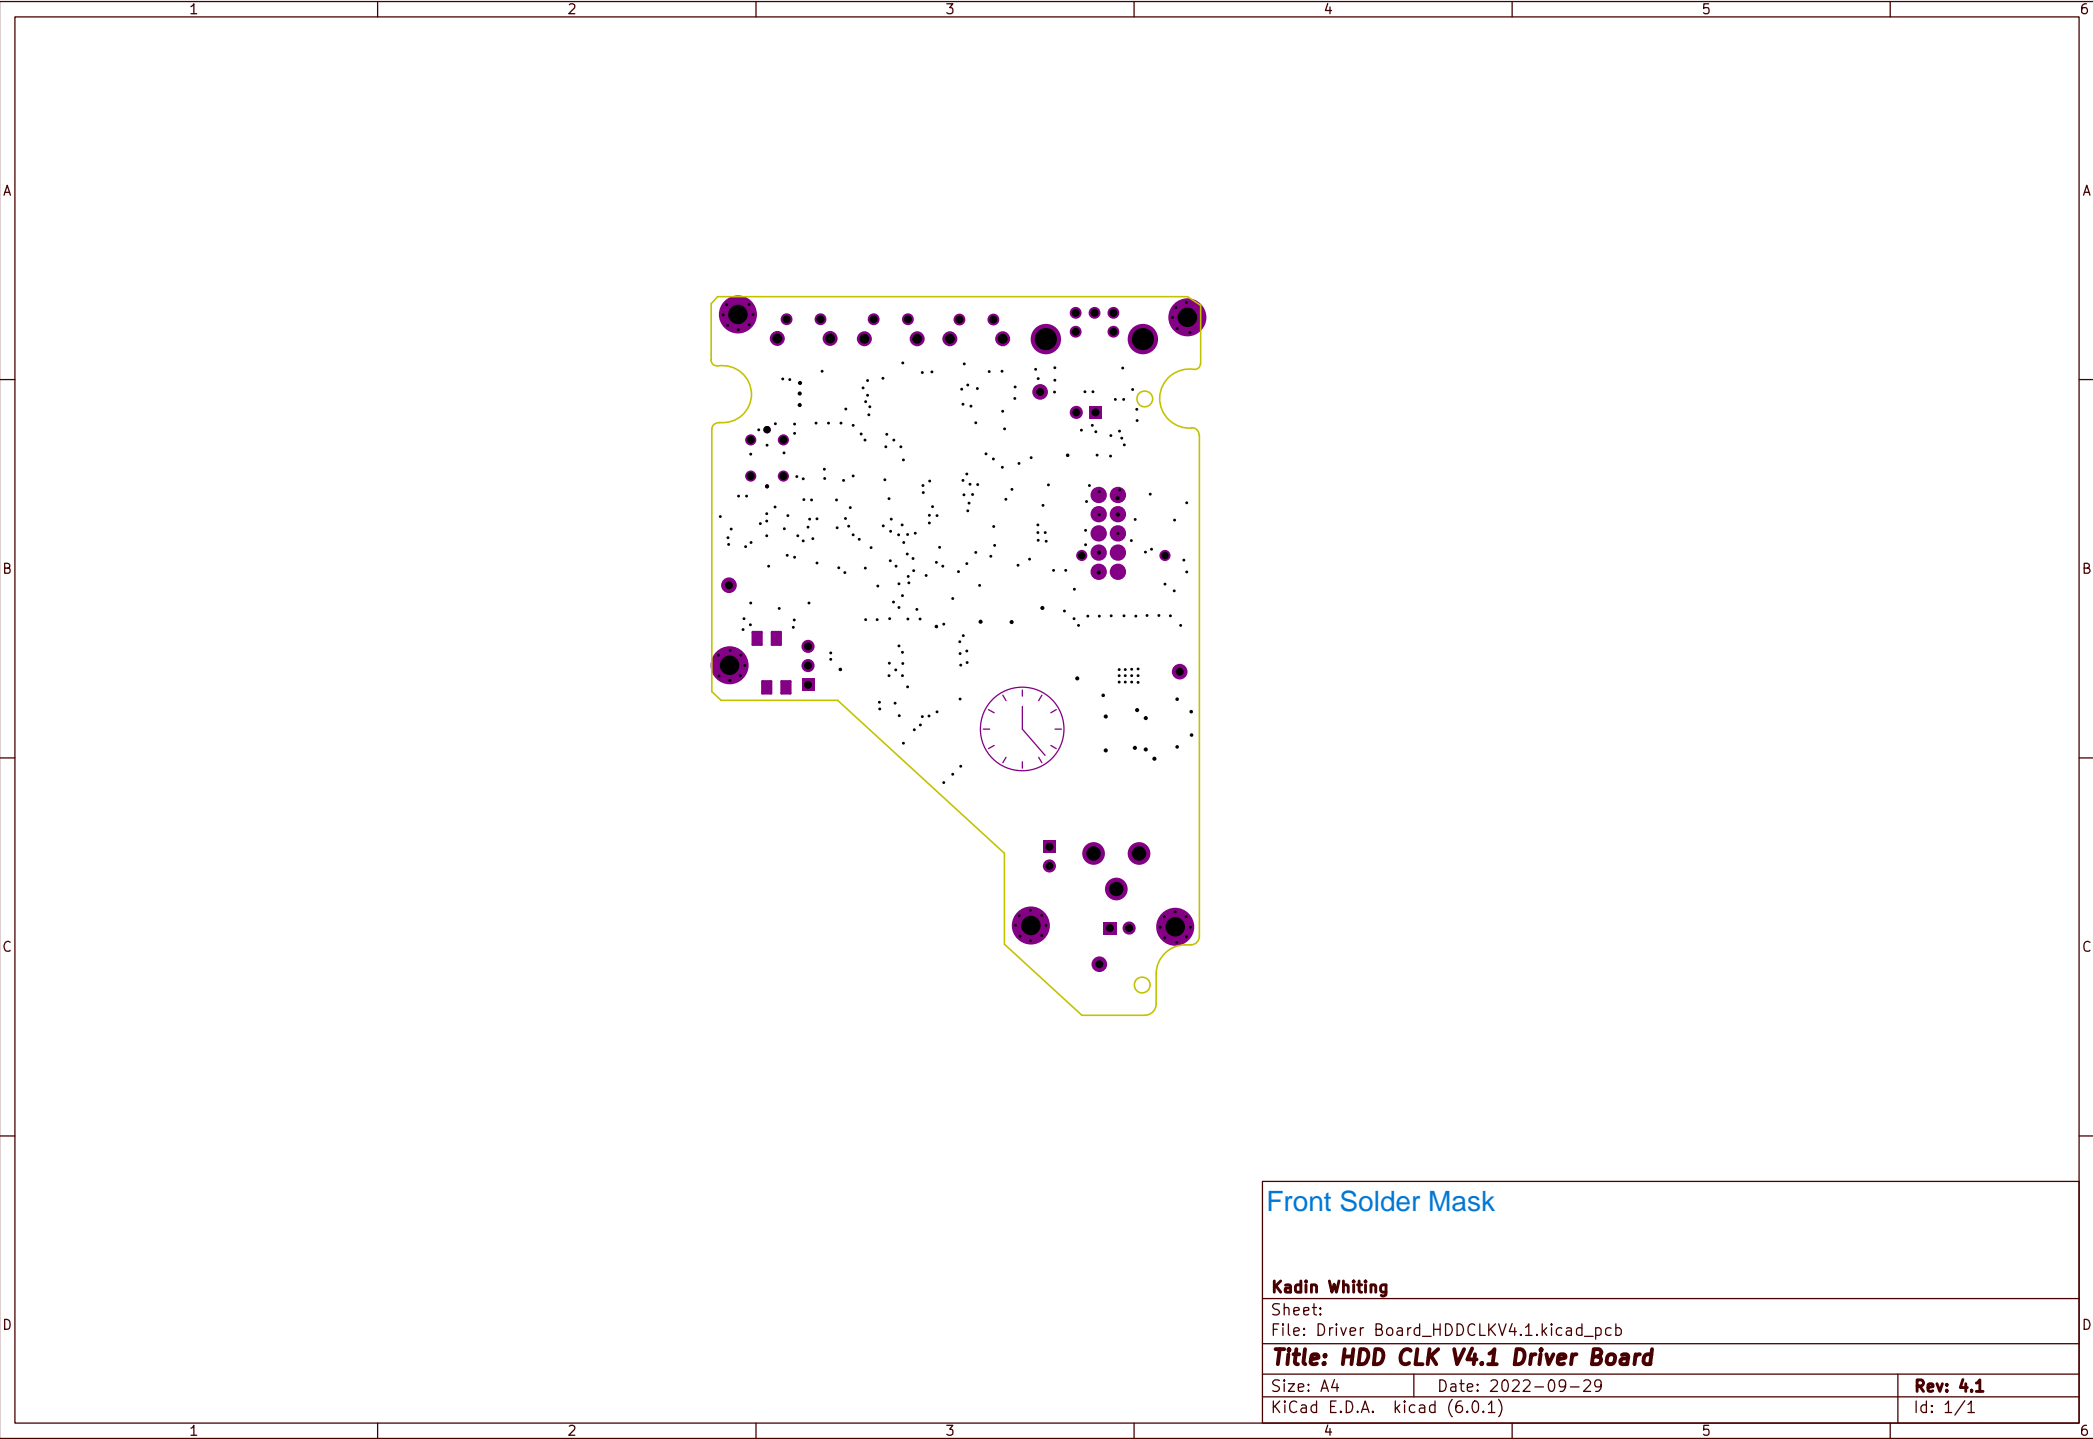 1 2 3 4 5 6
A A
B B
C C
D D
Front Solder Mask
Kadin Whiting
Sheet:
File: Driver Board_HDDCLKV4.1.kicad_pcb
Title: HDD CLK V4.1 Driver Board
Size: A4 Date: 2022-09-29 Rev: 4.1
KiCad E.D.A. kicad (6.0.1) Id: 1/1
1 2 3 4 5 6